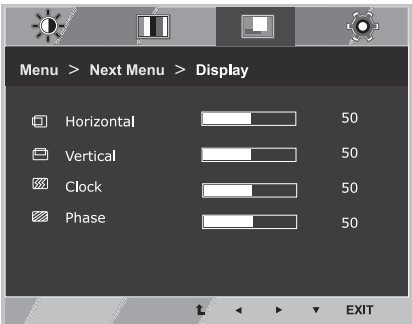 Menu > Next Menu > Display
Horizontal 50
Vertical 50
Clock 50
Phase 50
EXIT